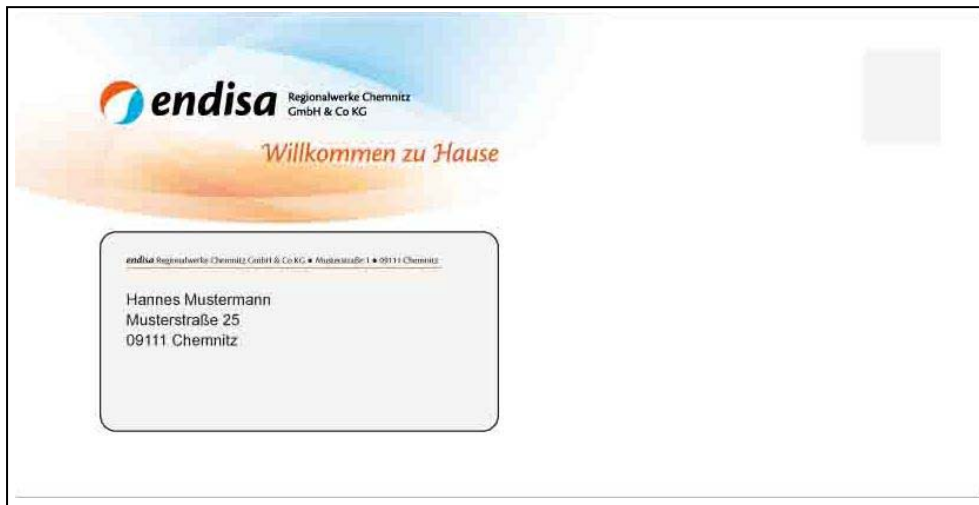 endisa Regionalwerke Chemnitz
GmbH & Co KG
Willkommen zu Hause
endisa Regionalwerke Chemnitz GmbH & Co KG ■ Musterstraße 1 ■ 09111 Chemnitz
Hannes Mustermann
Musterstraße 25
09111 Chemnitz